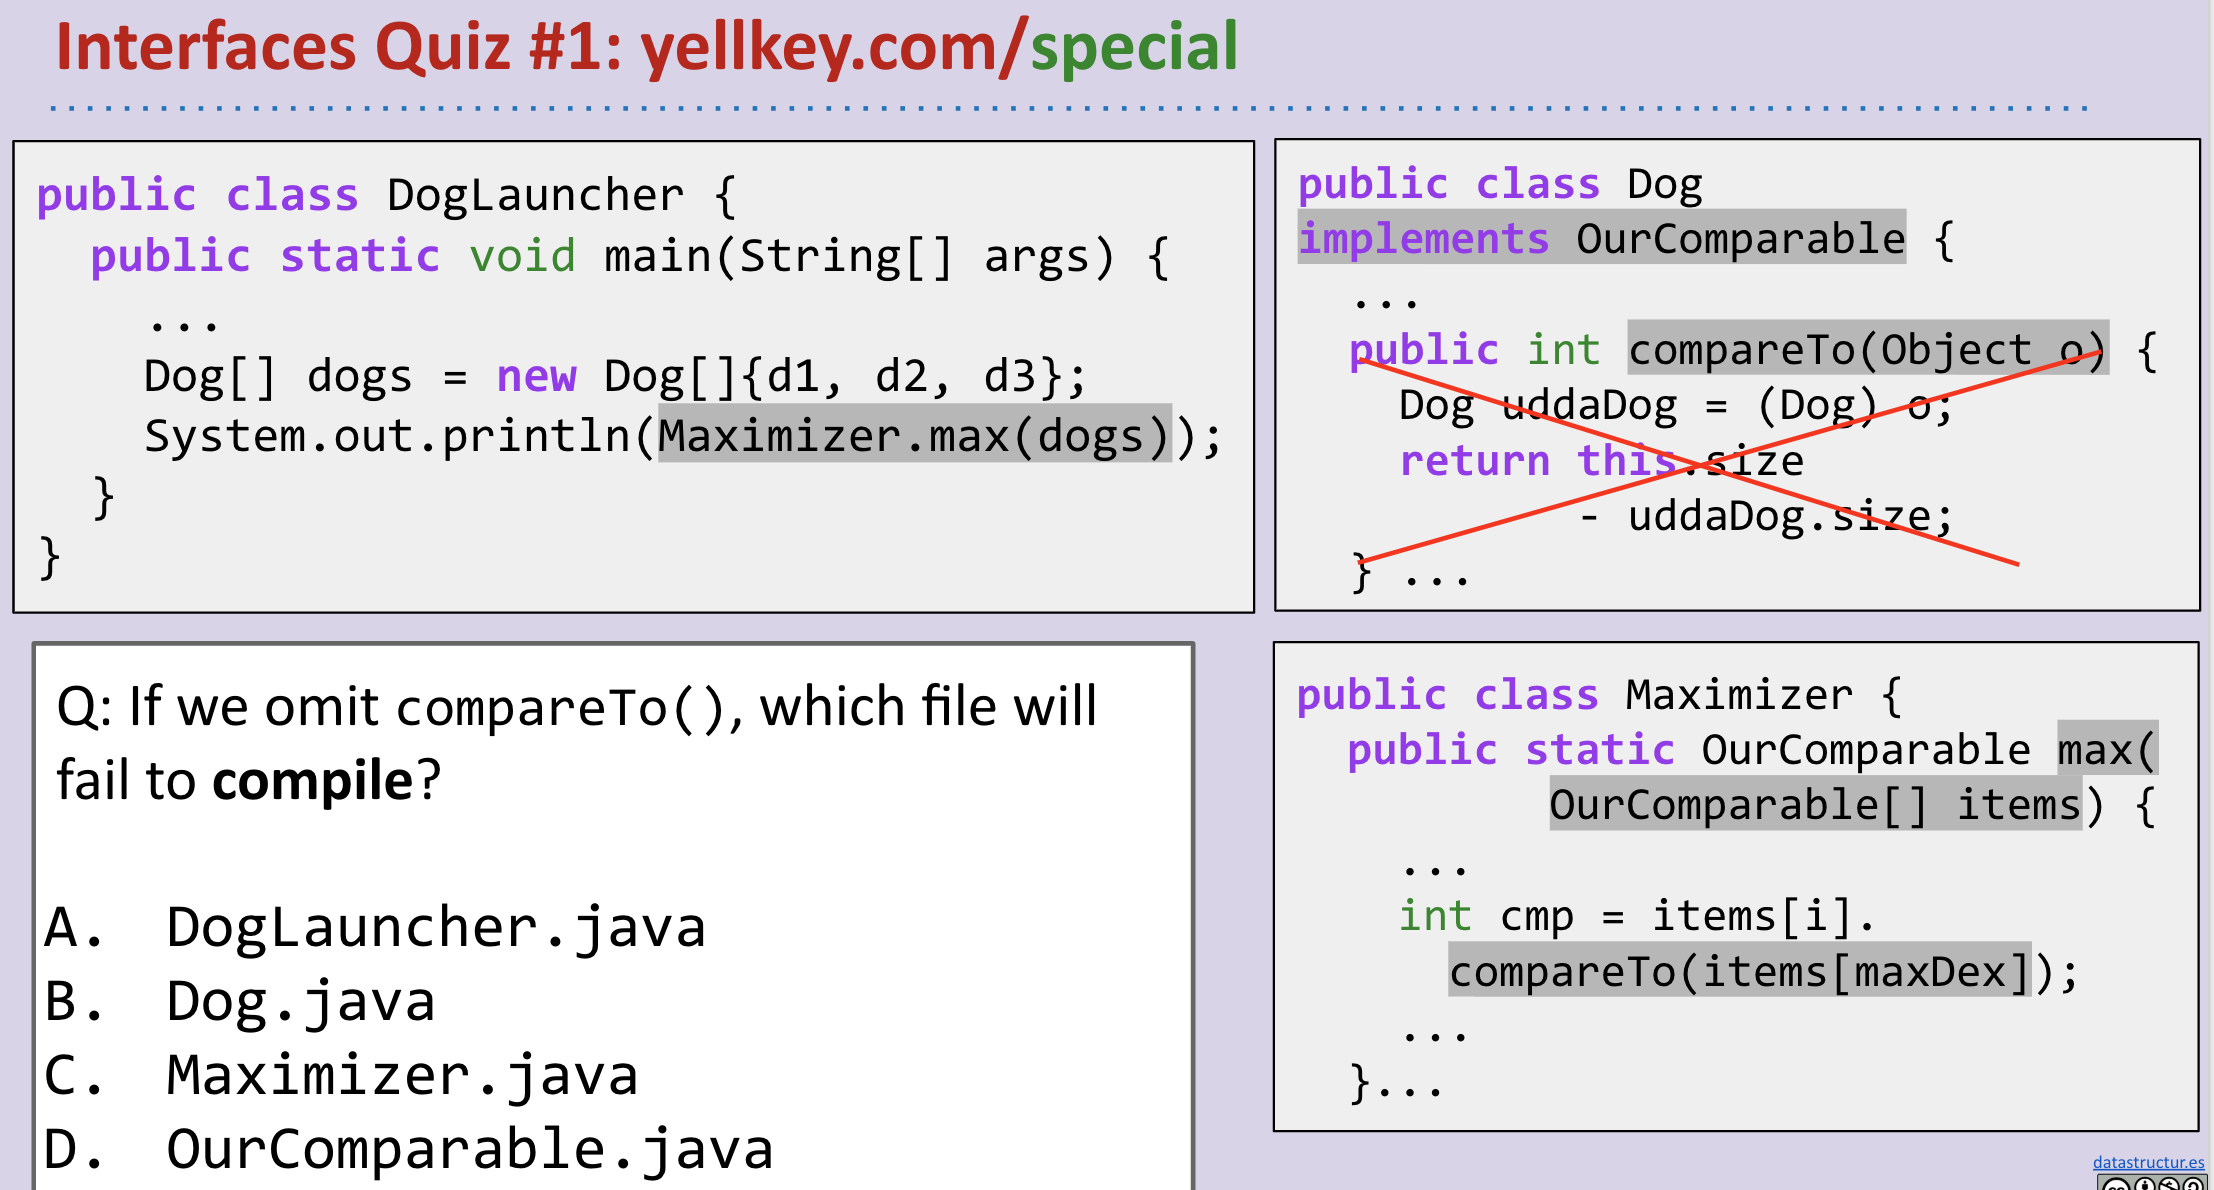 Interfaces Quiz #1: yellkey.com/special
public class DogLauncher {
public static void main(String[] args) {
...
Dog[] dogs = new Dog[]{d1, d2, d3};
System.out.println(Maximizer.max(dogs));
}
}
public class Dog
implements OurComparable {
...
public int compareTo(Object o) {
Dog uddaDog = (Dog) o;
return this.size
- uddaDog.size;
} ...
Q: If we omit compareTo(), which file will
fail to compile?
A. DogLauncher.java
B. Dog.java
C. Maximizer.java
D. OurComparable.java
public class Maximizer {
public static OurComparable max(
OurComparable[] items) {
...
int cmp = items[i].
compareTo(items[maxDex]);
...
}...
datastructur.es